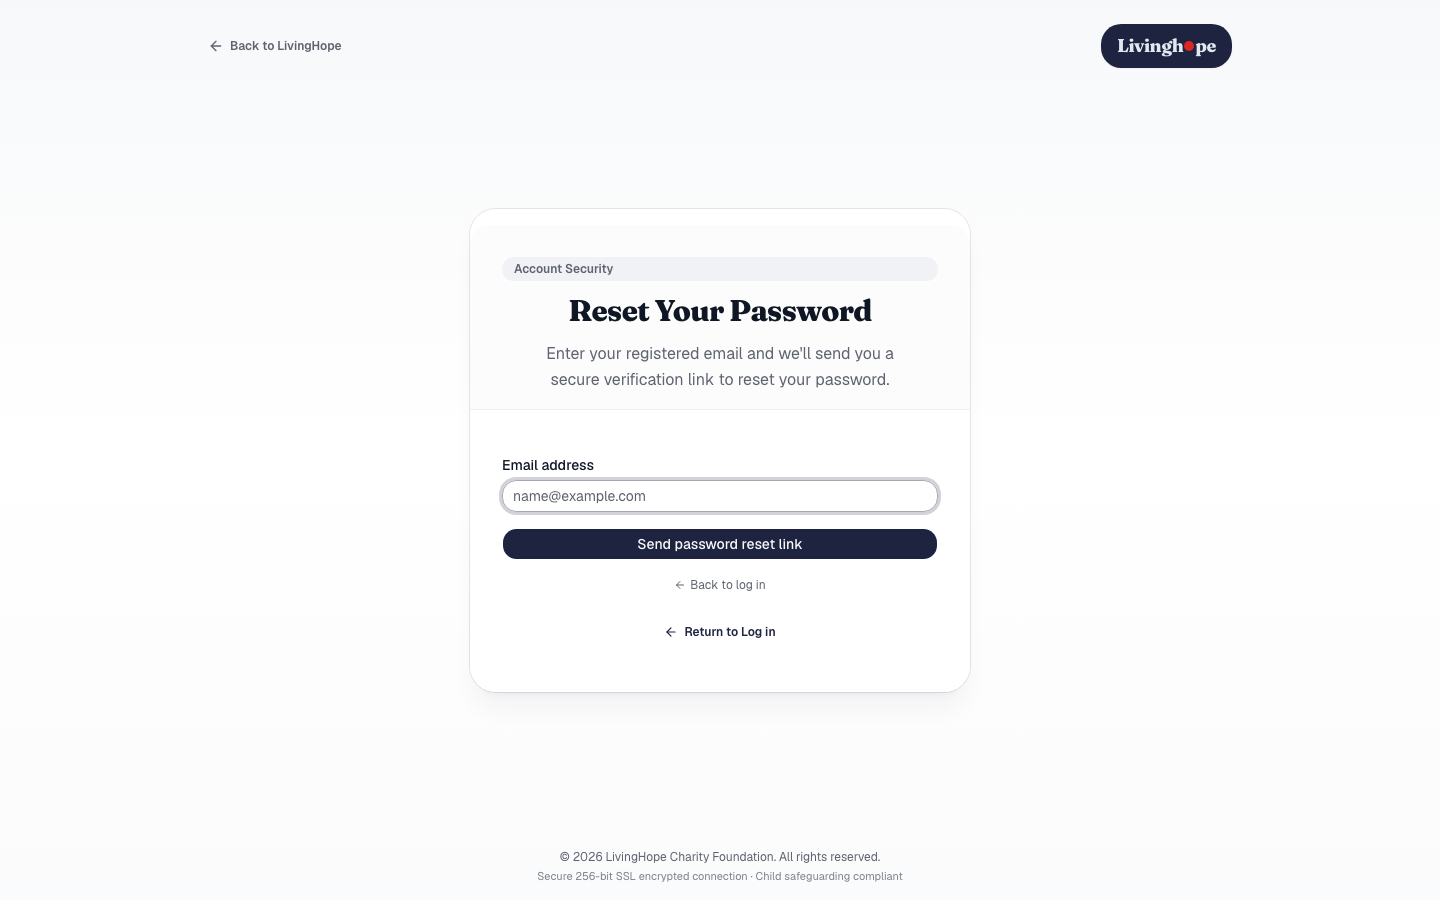 Back to LivingHope
Livinghope
Account Security
Reset Your Password
Enter your registered email and we'll send you a
secure verification link to reset your password.
Email address
name@example.com
Send password reset link
Back to log in
Return to Log in
© 2026 LivingHope Charity Foundation. All rights reserved.
Secure 256-bit SSL encrypted connection · Child safeguarding compliant